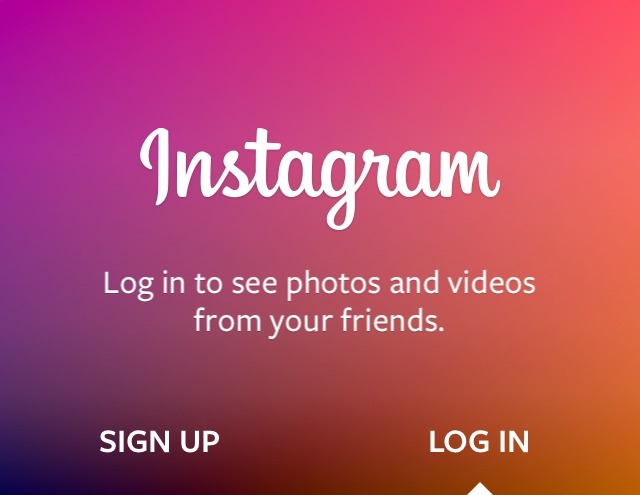 Instagram
Log in to see photos and videos
from your friends.
SIGN UP
LOG IN